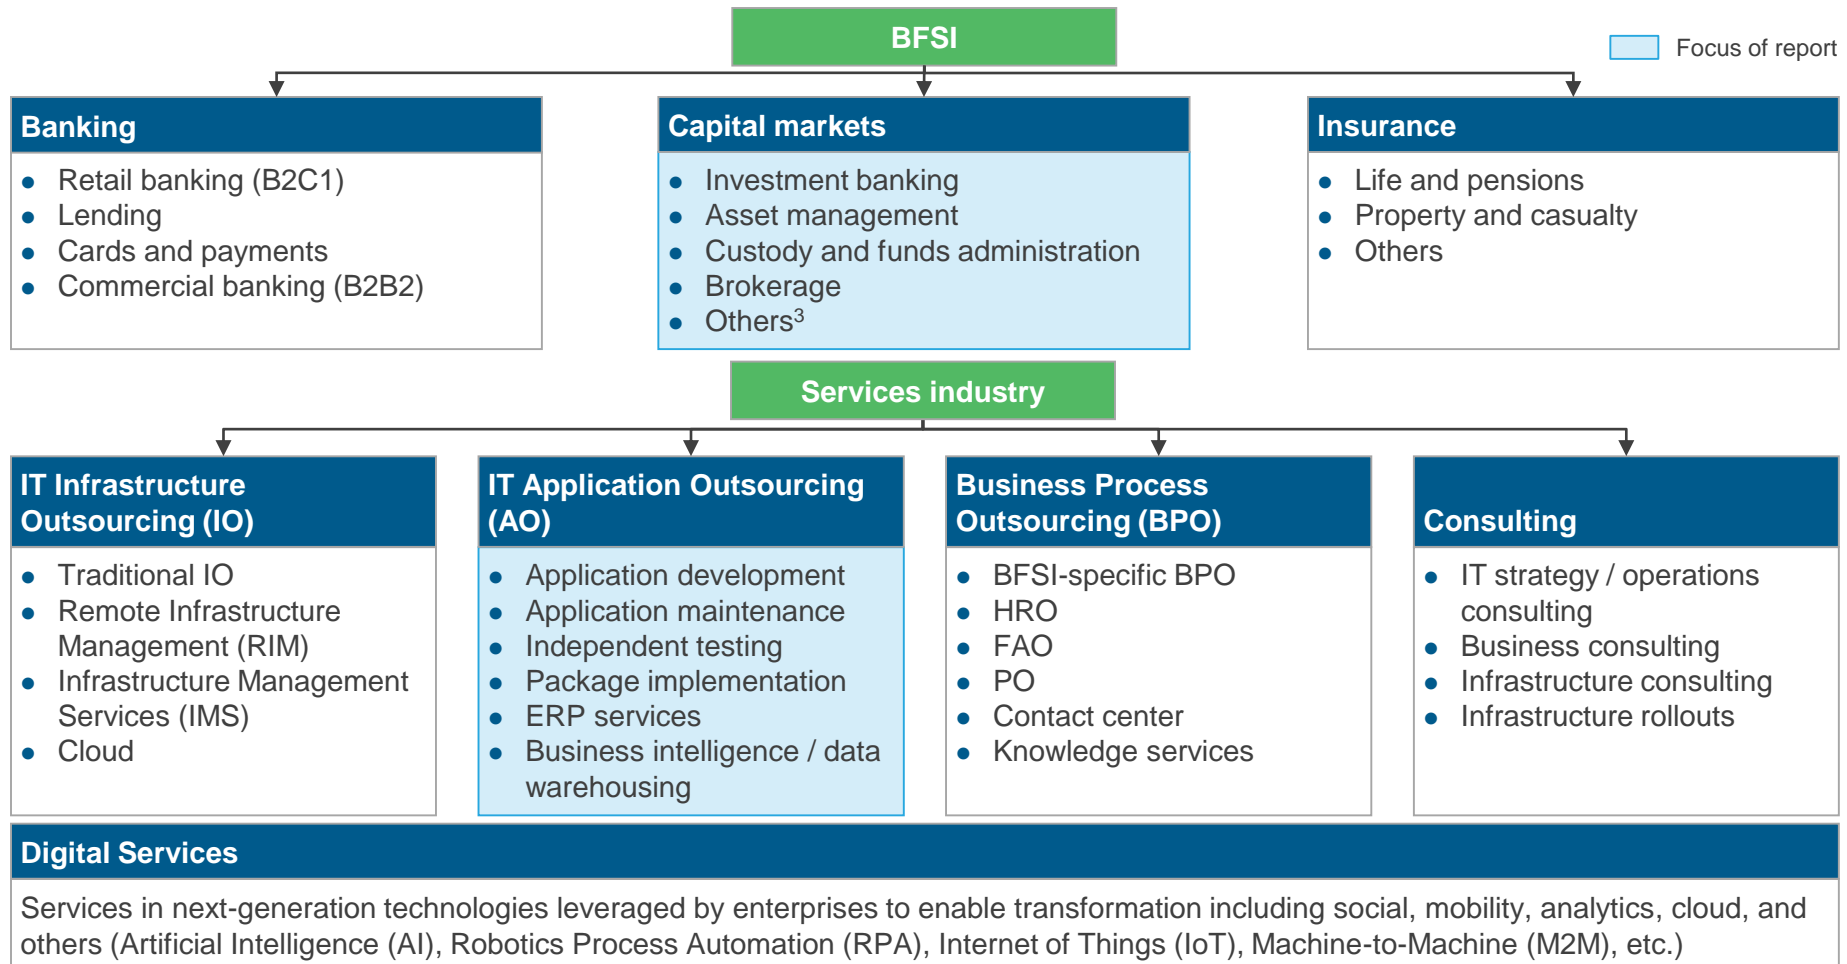 BFSI
Focus of report
Banking
Retail banking (B2C1)
Lending
Cards and payments
Commercial banking (B2B2)
Capital markets
Investment banking
Asset management
Custody and funds administration
Brokerage
Others³
Insurance
Life and pensions
Property and casualty
Others
Services industry
IT Infrastructure
Outsourcing (IO)
Traditional IO
Remote Infrastructure
Management (RIM)
Infrastructure Management
Services (IMS)
Cloud
IT Application Outsourcing
(AO)
Application development
Application maintenance
Independent testing
Package implementation
ERP services
Business intelligence / data
warehousing
Business Process
Outsourcing (BPO)
BFSI-specific BPO
HRO
FAO
PO
Contact center
Knowledge services
Consulting
IT strategy / operations
consulting
Business consulting
Infrastructure consulting
Infrastructure rollouts
Digital Services
Services in next-generation technologies leveraged by enterprises to enable transformation including social, mobility, analytics, cloud, and
others (Artificial Intelligence (AI), Robotics Process Automation (RPA), Internet of Things (IoT), Machine-to-Machine (M2M), etc.)